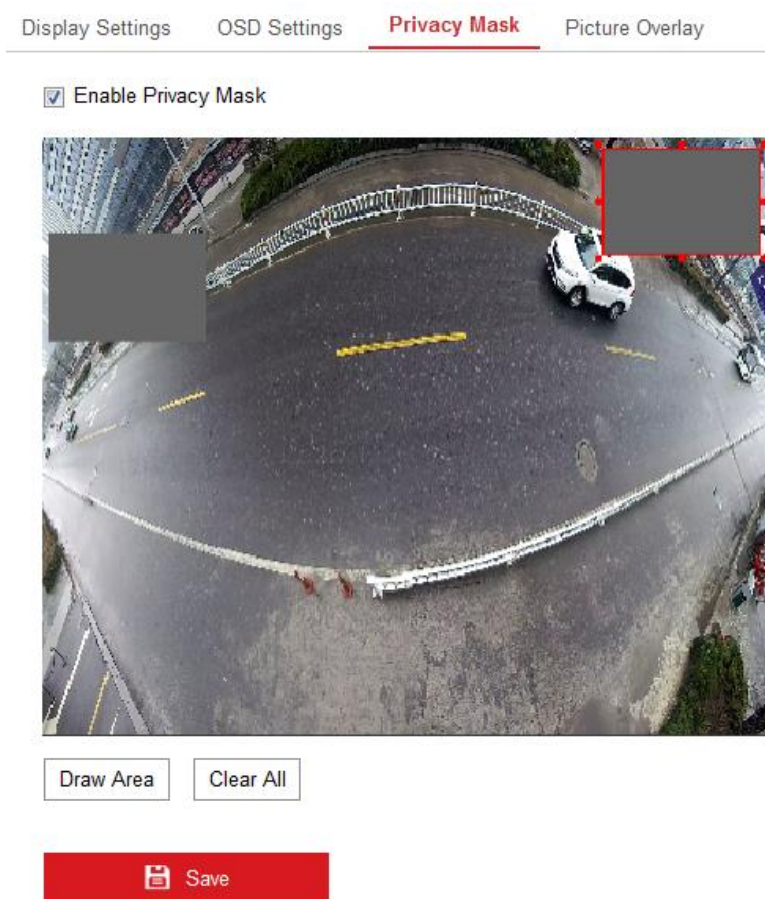 Display Settings OSD Settings Privacy Mask Picture Overlay
Enable Privacy Mask
Draw Area Clear All
Save